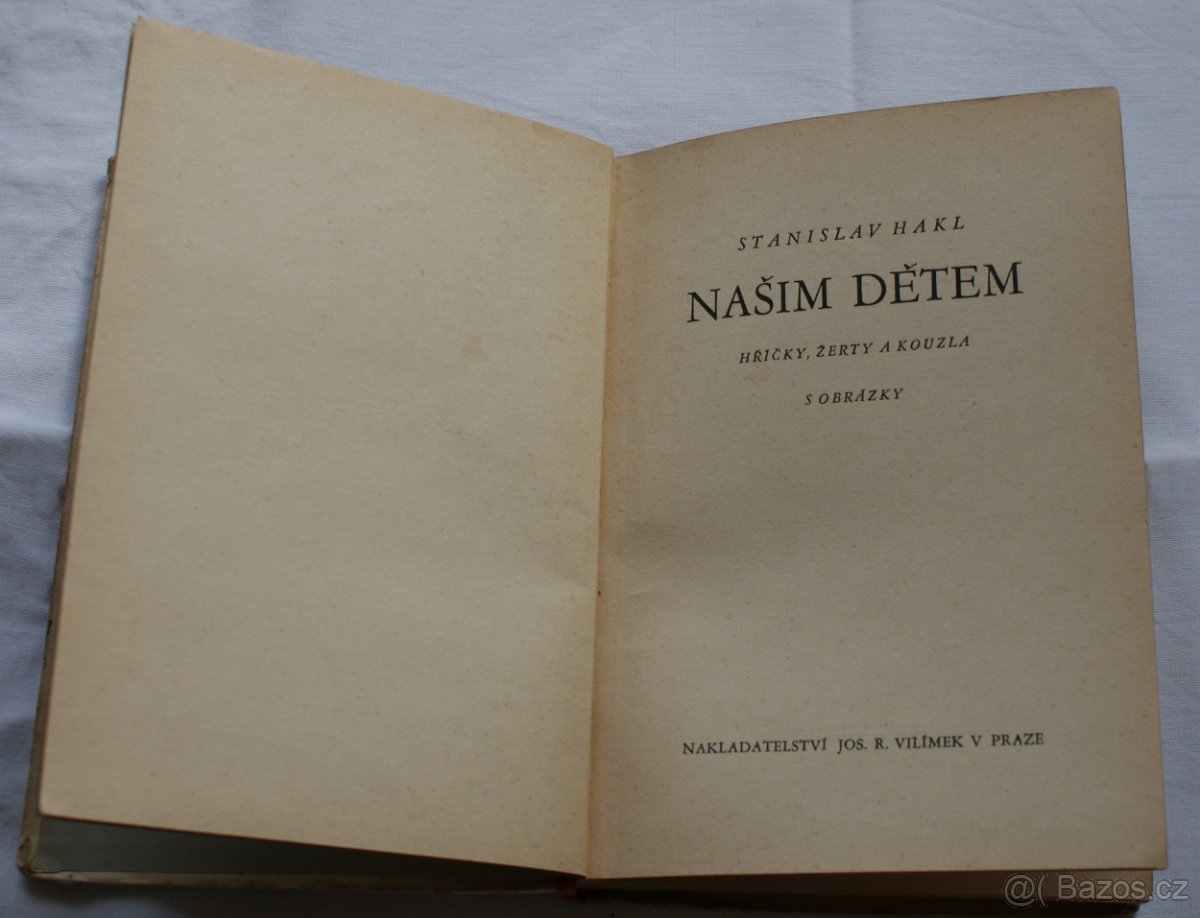 STANISLAV HAKL
NAŠIM DĚTEM
HŘÍČKY, ŽERTY A KOUZLA
S OBRÁZKY
NAKLADATELSTVÍ JOS. R. VILÍMEK V PRAZE
@( Bazos.cz